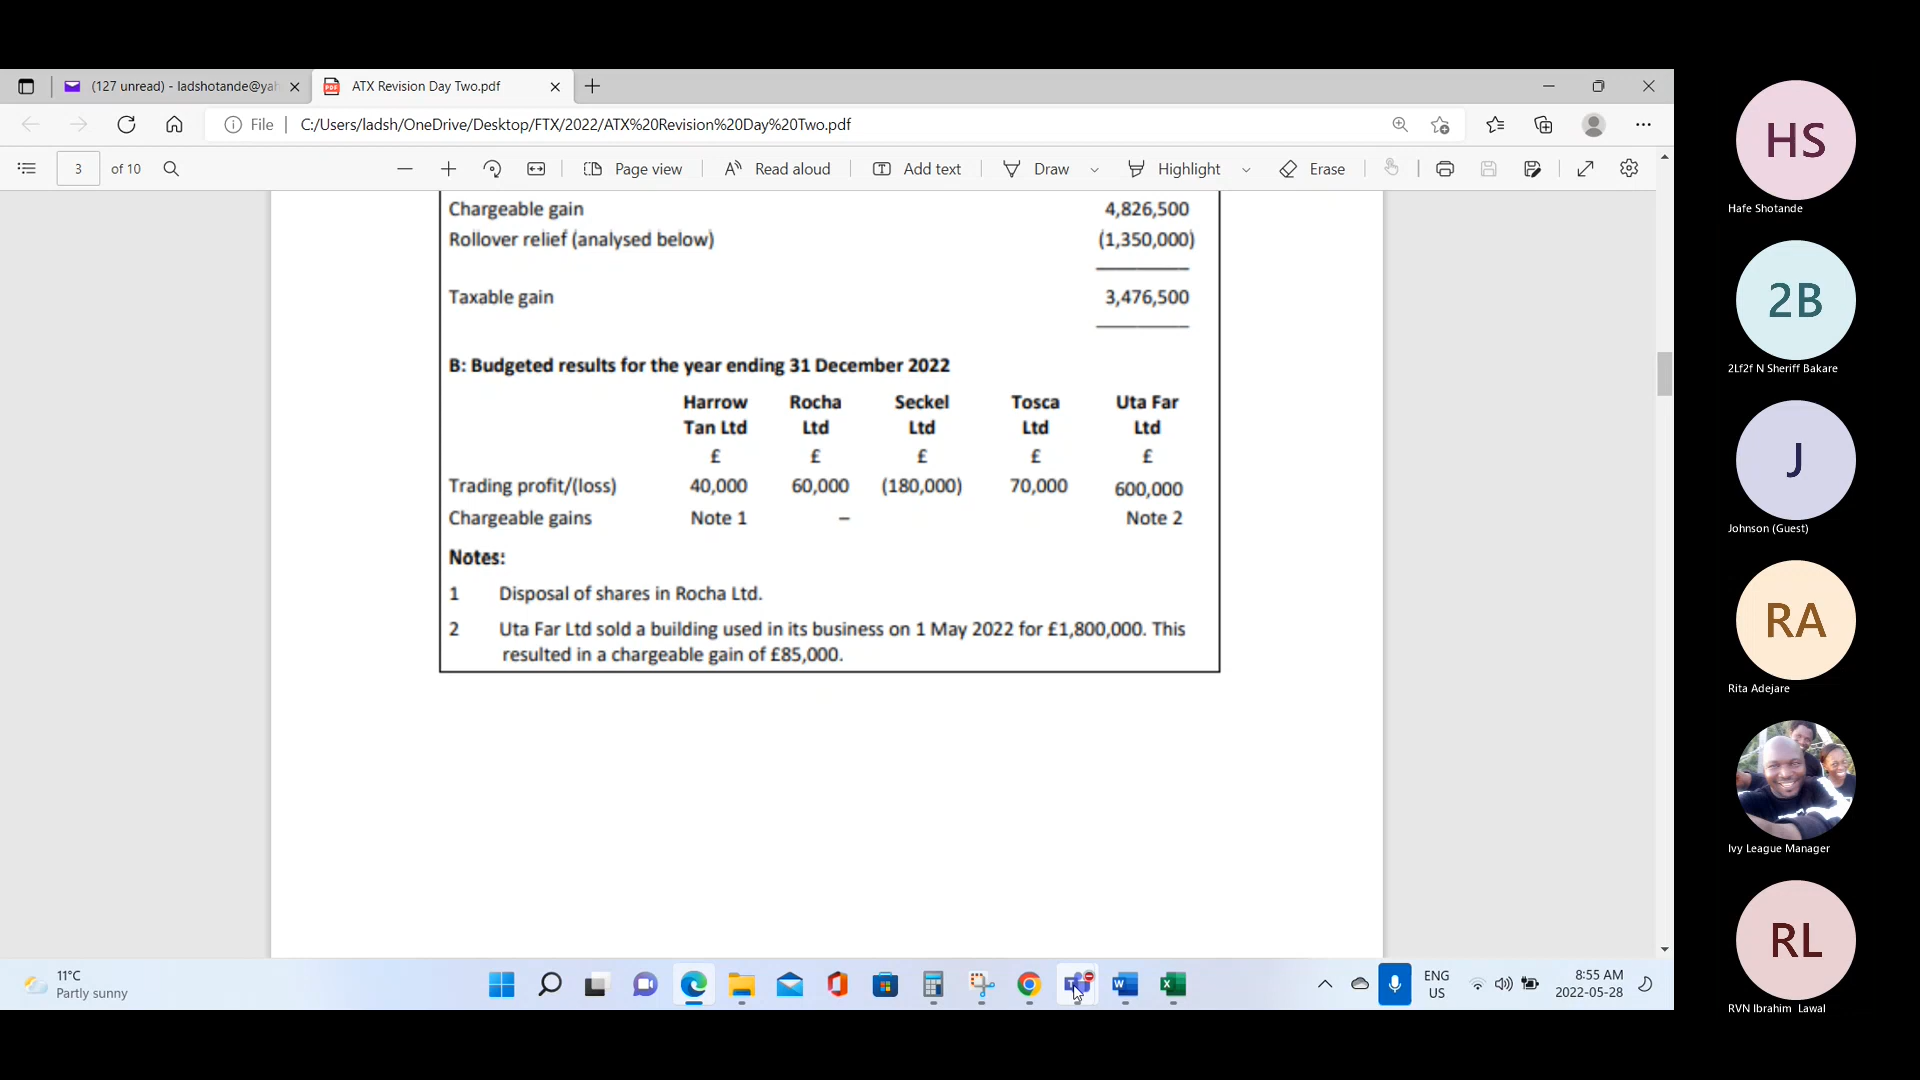 (127 unread) - ladshotande@yah
ATX Revision Day Two.pdf
File
C:/Users/ladsh/OneDrive/Desktop/FTX/2022/ATX%20Revision%20Day%20Two.pdf
3 of 10
Page view
Read aloud
Add text
Draw
Highlight
Erase
Chargeable gain 4,826,500
Rollover relief (analysed below) (1,350,000)
Taxable gain 3,476,500
B: Budgeted results for the year ending 31 December 2022
Harrow Rocha Seckel Tosca Uta Far
Tan Ltd Ltd Ltd Ltd Ltd
£ £ £ £ £
Trading profit/(loss) 40,000 60,000 (180,000) 70,000 600,000
Chargeable gains Note 1 – Note 2
Notes:
1 Disposal of shares in Rocha Ltd.
2 Uta Far Ltd sold a building used in its business on 1 May 2022 for £1,800,000. This
resulted in a chargeable gain of £85,000.
HS
Hafe Shotande
2B
2Lf2f N Sheriff Bakare
J
Johnson (Guest)
RA
Rita Adejare
Ivy League Manager
RL
RVN Ibrahim Lawal
11°C
Partly sunny
ENG
US
8:55 AM
2022-05-28